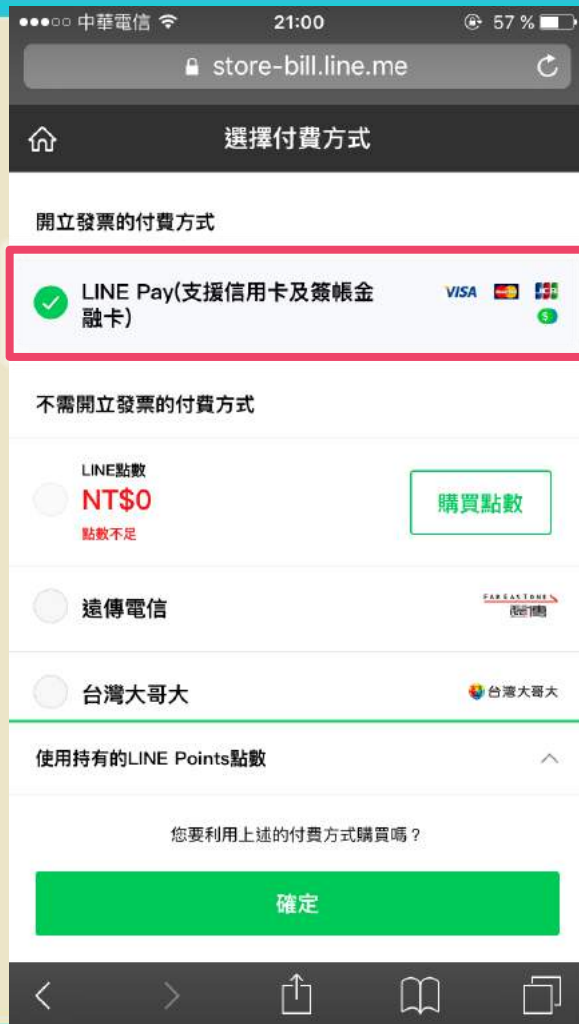 中華電信 21:00 57 %
store-bill.line.me
選擇付費方式
開立發票的付費方式
LINE Pay(支援信用卡及簽帳金
融卡)
VISA
JCB
不需開立發票的付費方式
LINE點數
NT$0
點數不足
購買點數
遠傳電信
FAREASTONE
遠傳
台灣大哥大
台灣大哥大
使用持有的LINE Points點數
您要利用上述的付費方式購買嗎？
確定